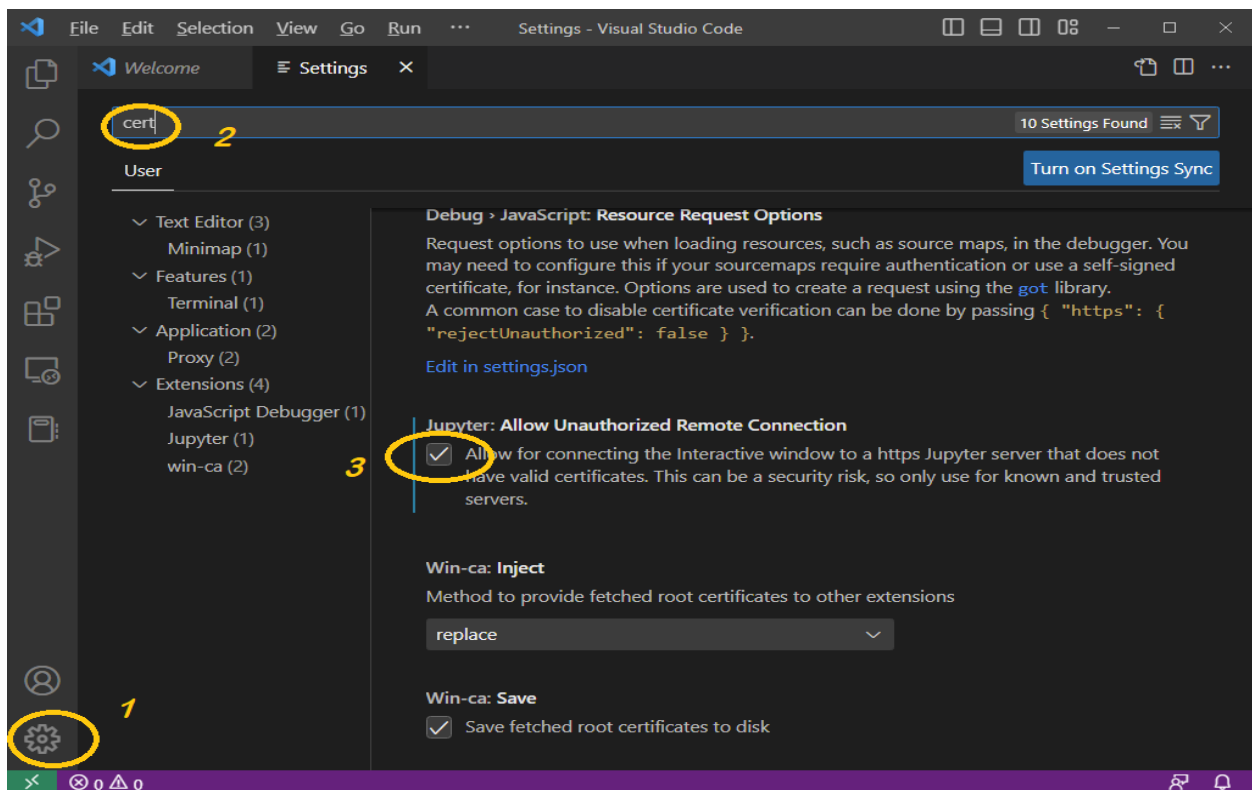 File Edit Selection View Go Run ··· Settings - Visual Studio Code
Welcome Settings
cert 10 Settings Found
2
User Turn on Settings Sync
Text Editor (3)
Minimap (1)
Features (1)
Terminal (1)
Application (2)
Proxy (2)
Extensions (4)
JavaScript Debugger (1)
Jupyter (1)
win-ca (2)
Debug › JavaScript: Resource Request Options
Request options to use when loading resources, such as source maps, in the debugger. You
may need to configure this if your sourcemaps require authentication or use a self-signed
certificate, for instance. Options are used to create a request using the got library.
A common case to disable certificate verification can be done by passing { "https": {
"rejectUnauthorized": false } }.
Edit in settings.json
Jupyter: Allow Unauthorized Remote Connection
3
Allow for connecting the Interactive window to a https Jupyter server that does not
have valid certificates. This can be a security risk, so only use for known and trusted
servers.
Win-ca: Inject
Method to provide fetched root certificates to other extensions
replace
Win-ca: Save
Save fetched root certificates to disk
1
0 0